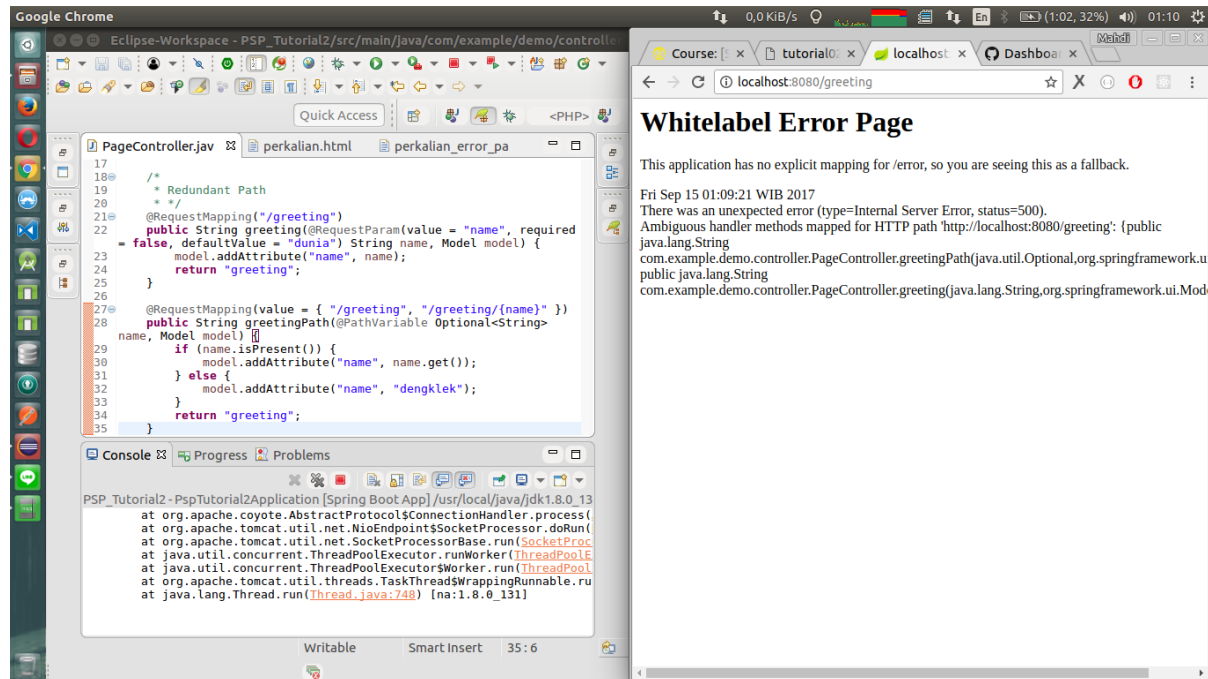 Google Chrome
0,0 KiB/s
En
(1:02, 32%)
01:10
Eclipse-Workspace - PSP_Tutorial2/src/main/java/com/example/demo/controlle
Quick Access
<PHP>
PageController.jav
perkalian.html
perkalian_error_pa
17
18 /*
19 * Redundant Path
20 * */
21 @RequestMapping("/greeting")
22 public String greeting(@RequestParam(value = "name", required
= false, defaultValue = "dunia") String name, Model model) {
23 model.addAttribute("name", name);
24 return "greeting";
25 }
26
27 @RequestMapping(value = { "/greeting", "/greeting/{name}" })
28 public String greetingPath(@PathVariable Optional<String>
name, Model model) {
29 if (name.isPresent()) {
30 model.addAttribute("name", name.get());
31 } else {
32 model.addAttribute("name", "dengklek");
33 }
34 return "greeting";
35 }
Console
Progress
Problems
PSP_Tutorial2 - PspTutorial2Application [Spring Boot App] /usr/local/java/jdk1.8.0_13
at org.apache.coyote.AbstractProtocol$ConnectionHandler.process(
at org.apache.tomcat.util.net.NioEndpoint$SocketProcessor.doRun(
at org.apache.tomcat.util.net.SocketProcessorBase.run(SocketProc
at java.util.concurrent.ThreadPoolExecutor.runWorker(ThreadPoolE
at java.util.concurrent.ThreadPoolExecutor$Worker.run(ThreadPool
at org.apache.tomcat.util.threads.TaskThread$WrappingRunnable.ru
at java.lang.Thread.run(Thread.java:748) [na:1.8.0_131]
Writable
Smart Insert
35 : 6
Mahdi
Course: [S
tutorial02
localhost:
Dashboar
localhost:8080/greeting
Whitelabel Error Page
This application has no explicit mapping for /error, so you are seeing this as a fallback.
Fri Sep 15 01:09:21 WIB 2017
There was an unexpected error (type=Internal Server Error, status=500).
Ambiguous handler methods mapped for HTTP path 'http://localhost:8080/greeting': {public
java.lang.String
com.example.demo.controller.PageController.greetingPath(java.util.Optional,org.springframework.u
public java.lang.String
com.example.demo.controller.PageController.greeting(java.lang.String,org.springframework.ui.Mod